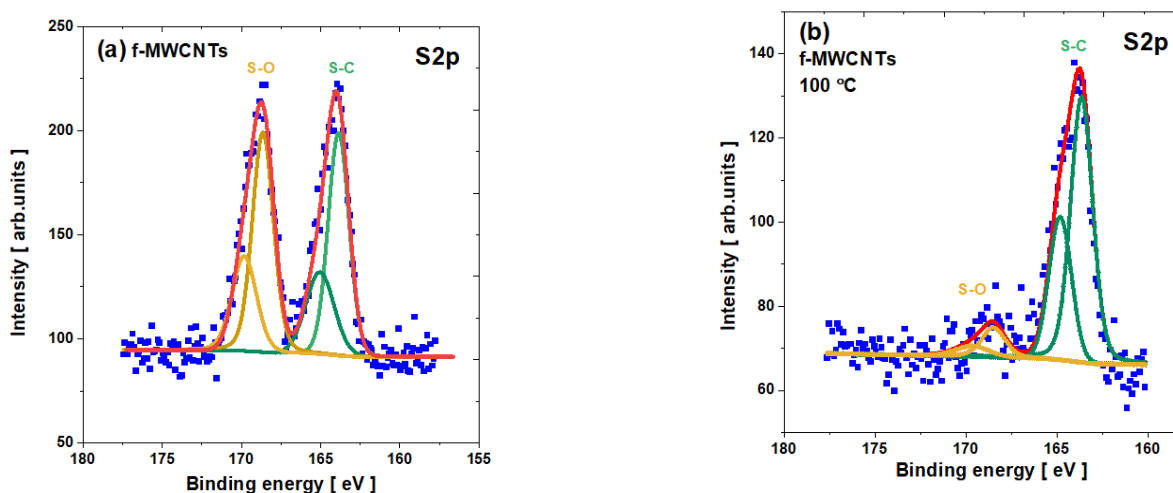 (a) f-MWCNTs
S2p
S-O
S-C
250
200
150
100
50
180
175
170
165
160
155
Binding energy [ eV ]
Intensity [ arb.units ]
(b)
f-MWCNTs
100 °C
S-C
S2p
S-O
140
120
100
80
60
180
175
170
165
160
Binding energy [ eV ]
Intensity [ arb.units ]